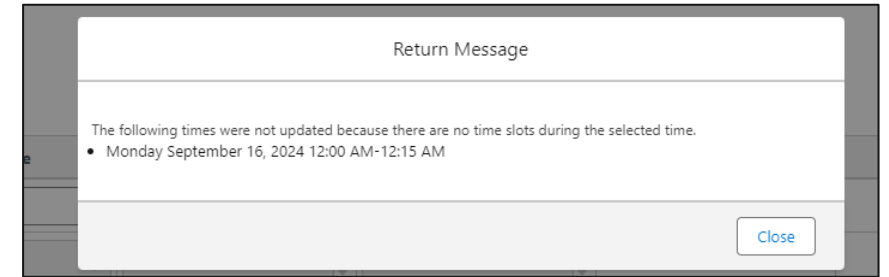 Return Message
The following times were not updated because there are no time slots during the selected time.
• Monday September 16, 2024 12:00 AM-12:15 AM
e
Close